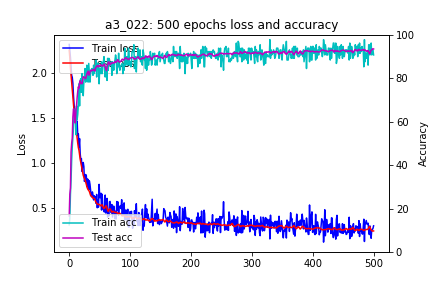 a3_022: 500 epochs loss and accuracy
Train loss
Test loss
2.0
1.5
1.0
0.5
Loss
100
80
60
40
20
0
Accuracy
Train acc
Test acc
0
100
200
300
400
500